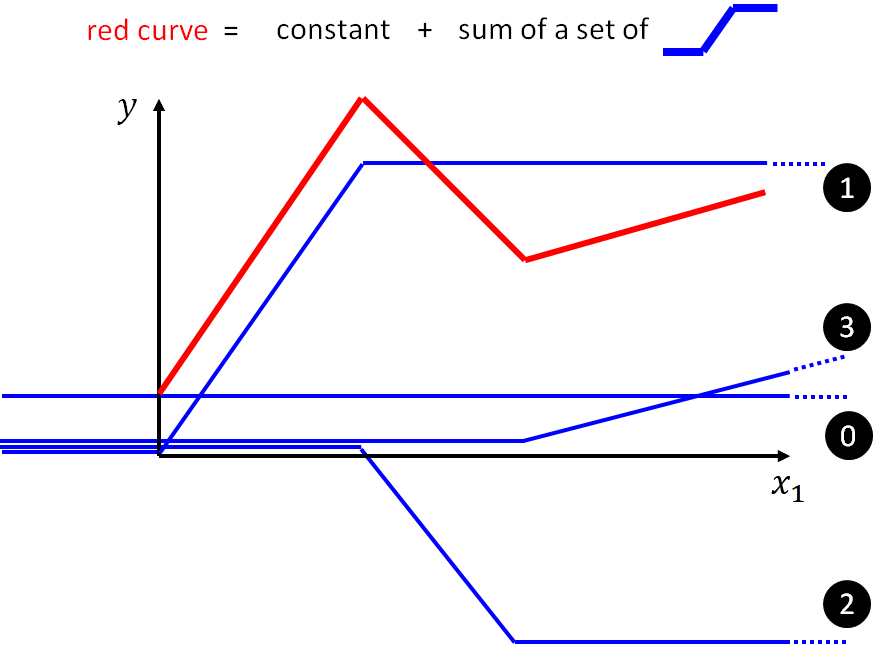 red curve = constant + sum of a set of
y
1
3
0
x₁
2